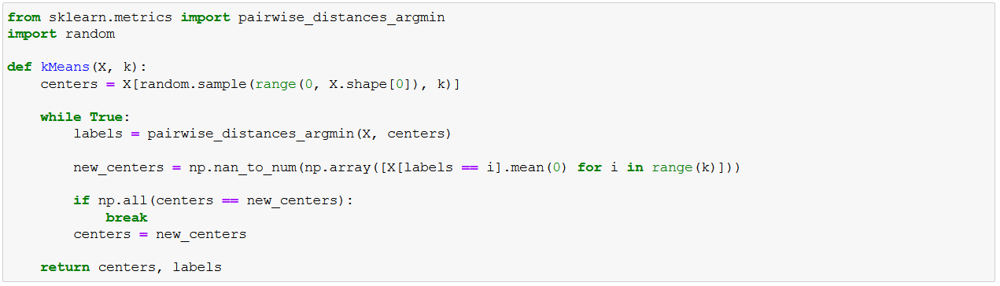 from sklearn.metrics import pairwise_distances_argmin
import random

def kMeans(X, k):
    centers = X[random.sample(range(0, X.shape[0]), k)]

    while True:
        labels = pairwise_distances_argmin(X, centers)

        new_centers = np.nan_to_num(np.array([X[labels == i].mean(0) for i in range(k)]))

        if np.all(centers == new_centers):
            break
        centers = new_centers

    return centers, labels